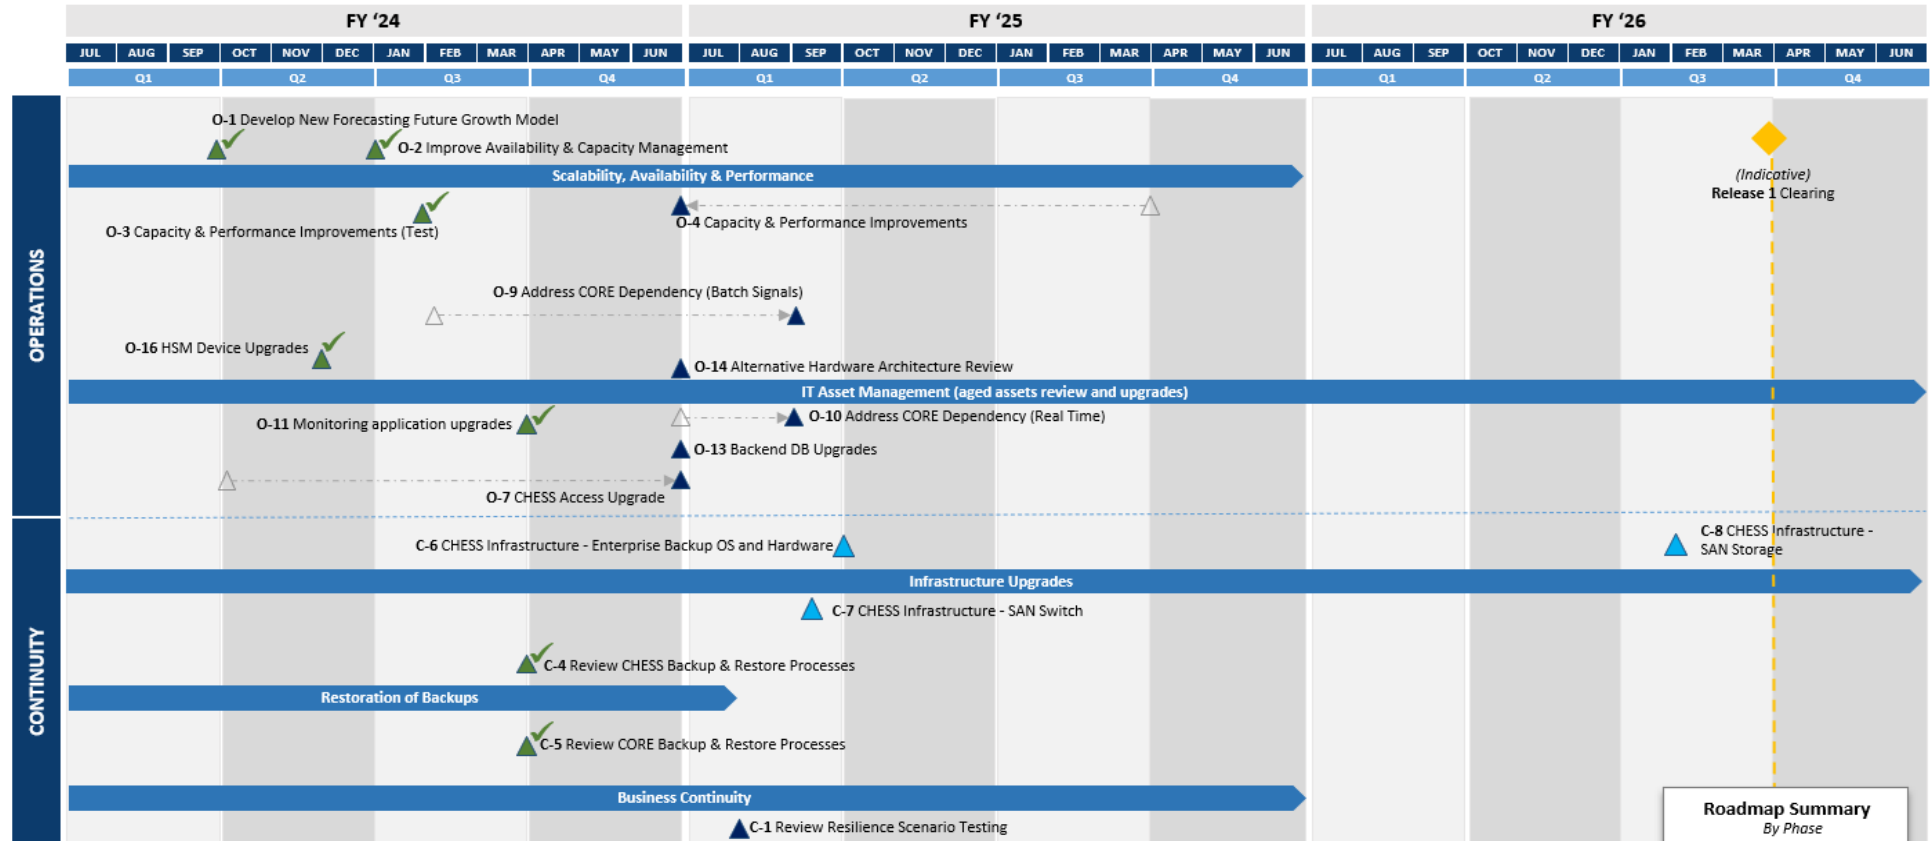 FY ‘24 FY ‘25 FY ‘26
JUL AUG SEP OCT NOV DEC JAN FEB MAR APR MAY JUN JUL AUG SEP OCT NOV DEC JAN FEB MAR APR MAY JUN JUL AUG SEP OCT NOV DEC JAN FEB MAR APR MAY JUN
Q1 Q2 Q3 Q4 Q1 Q2 Q3 Q4 Q1 Q2 Q3 Q4
OPERATIONS
O-1 Develop New Forecasting Future Growth Model
O-2 Improve Availability & Capacity Management
Scalability, Availability & Performance
(Indicative)
Release 1 Clearing
O-3 Capacity & Performance Improvements (Test)
O-4 Capacity & Performance Improvements
O-9 Address CORE Dependency (Batch Signals)
O-16 HSM Device Upgrades
O-14 Alternative Hardware Architecture Review
IT Asset Management (aged assets review and upgrades)
O-11 Monitoring application upgrades
O-10 Address CORE Dependency (Real Time)
O-13 Backend DB Upgrades
O-7 CHESS Access Upgrade
CONTINUITY
C-6 CHESS Infrastructure - Enterprise Backup OS and Hardware
C-8 CHESS Infrastructure -
SAN Storage
Infrastructure Upgrades
C-7 CHESS Infrastructure - SAN Switch
C-4 Review CHESS Backup & Restore Processes
Restoration of Backups
C-5 Review CORE Backup & Restore Processes
Business Continuity
C-1 Review Resilience Scenario Testing
Roadmap Summary
By Phase